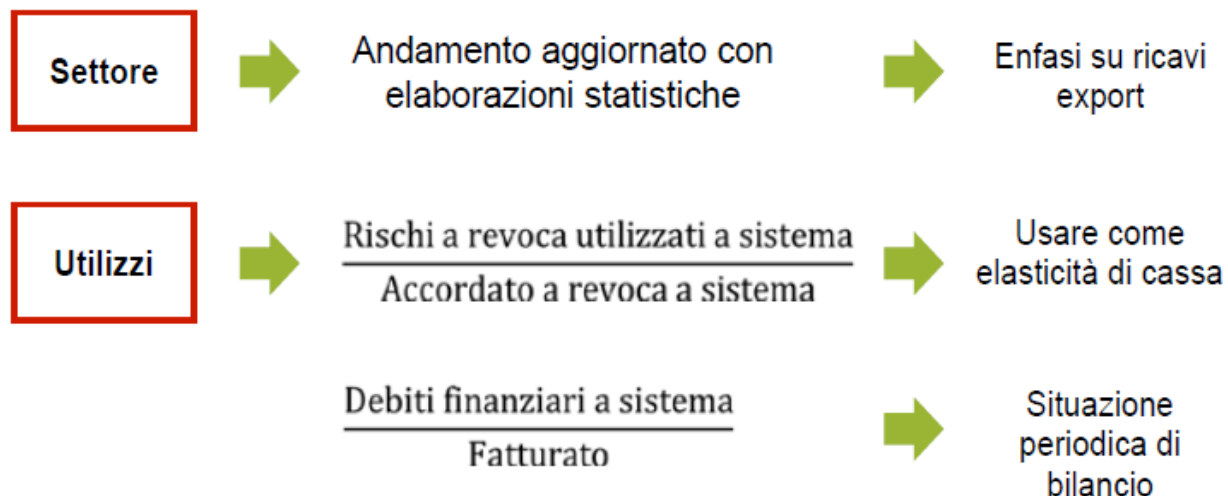 Settore
Andamento aggiornato con
elaborazioni statistiche
Enfasi su ricavi
export
Utilizzi
Rischi a revoca utilizzati a sistema
Accordato a revoca a sistema
Usare come
elasticità di cassa
Debiti finanziari a sistema
Fatturato
Situazione
periodica di
bilancio